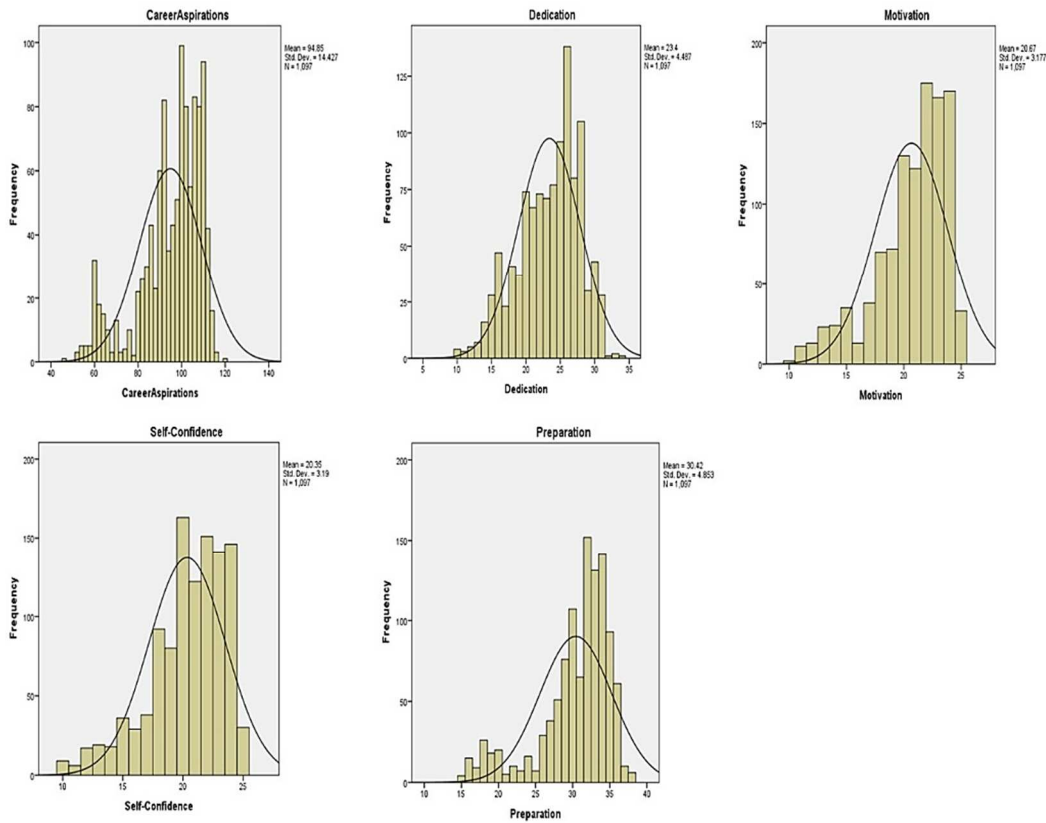 CareerAspirations
Mean = 94.85
Std. Dev. = 14.427
N = 1,097
Frequency
100
80
60
40
20
0
40 60 80 100 120 140
CareerAspirations
Dedication
Mean = 23.4
Std. Dev. = 4.487
N = 1,097
Frequency
125
100
75
50
25
0
5 10 15 20 25 30 35
Dedication
Motivation
Mean = 20.67
Std. Dev. = 3.177
N = 1,097
Frequency
200
150
100
50
0
10 15 20 25
Motivation
Self-Confidence
Mean = 20.35
Std. Dev. = 3.19
N = 1,097
Frequency
200
150
100
50
0
10 15 20 25
Self-Confidence
Preparation
Mean = 30.42
Std. Dev. = 4.853
N = 1,097
Frequency
200
150
100
50
0
10 15 20 25 30 35 40
Preparation